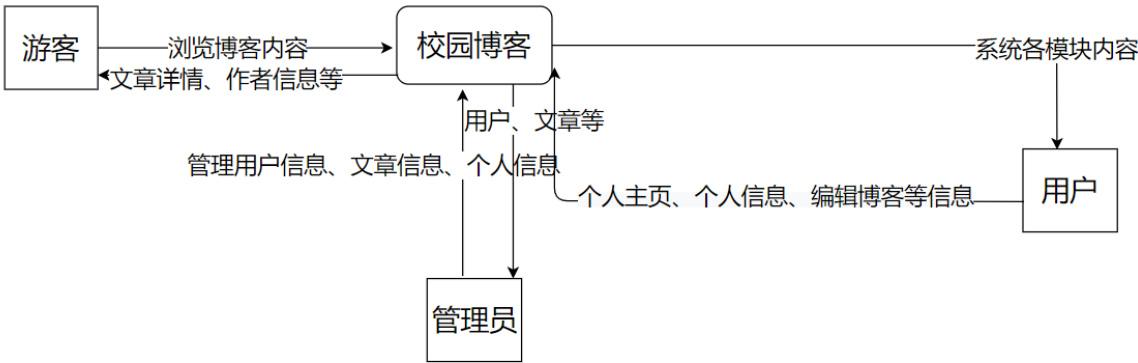 游客
浏览博客内容
校园博客
系统各模块内容
文章详情、作者信息等
用户、文章等
管理用户信息、文章信息、个人信息
个人主页、个人信息、编辑博客等信息
用户
管理员